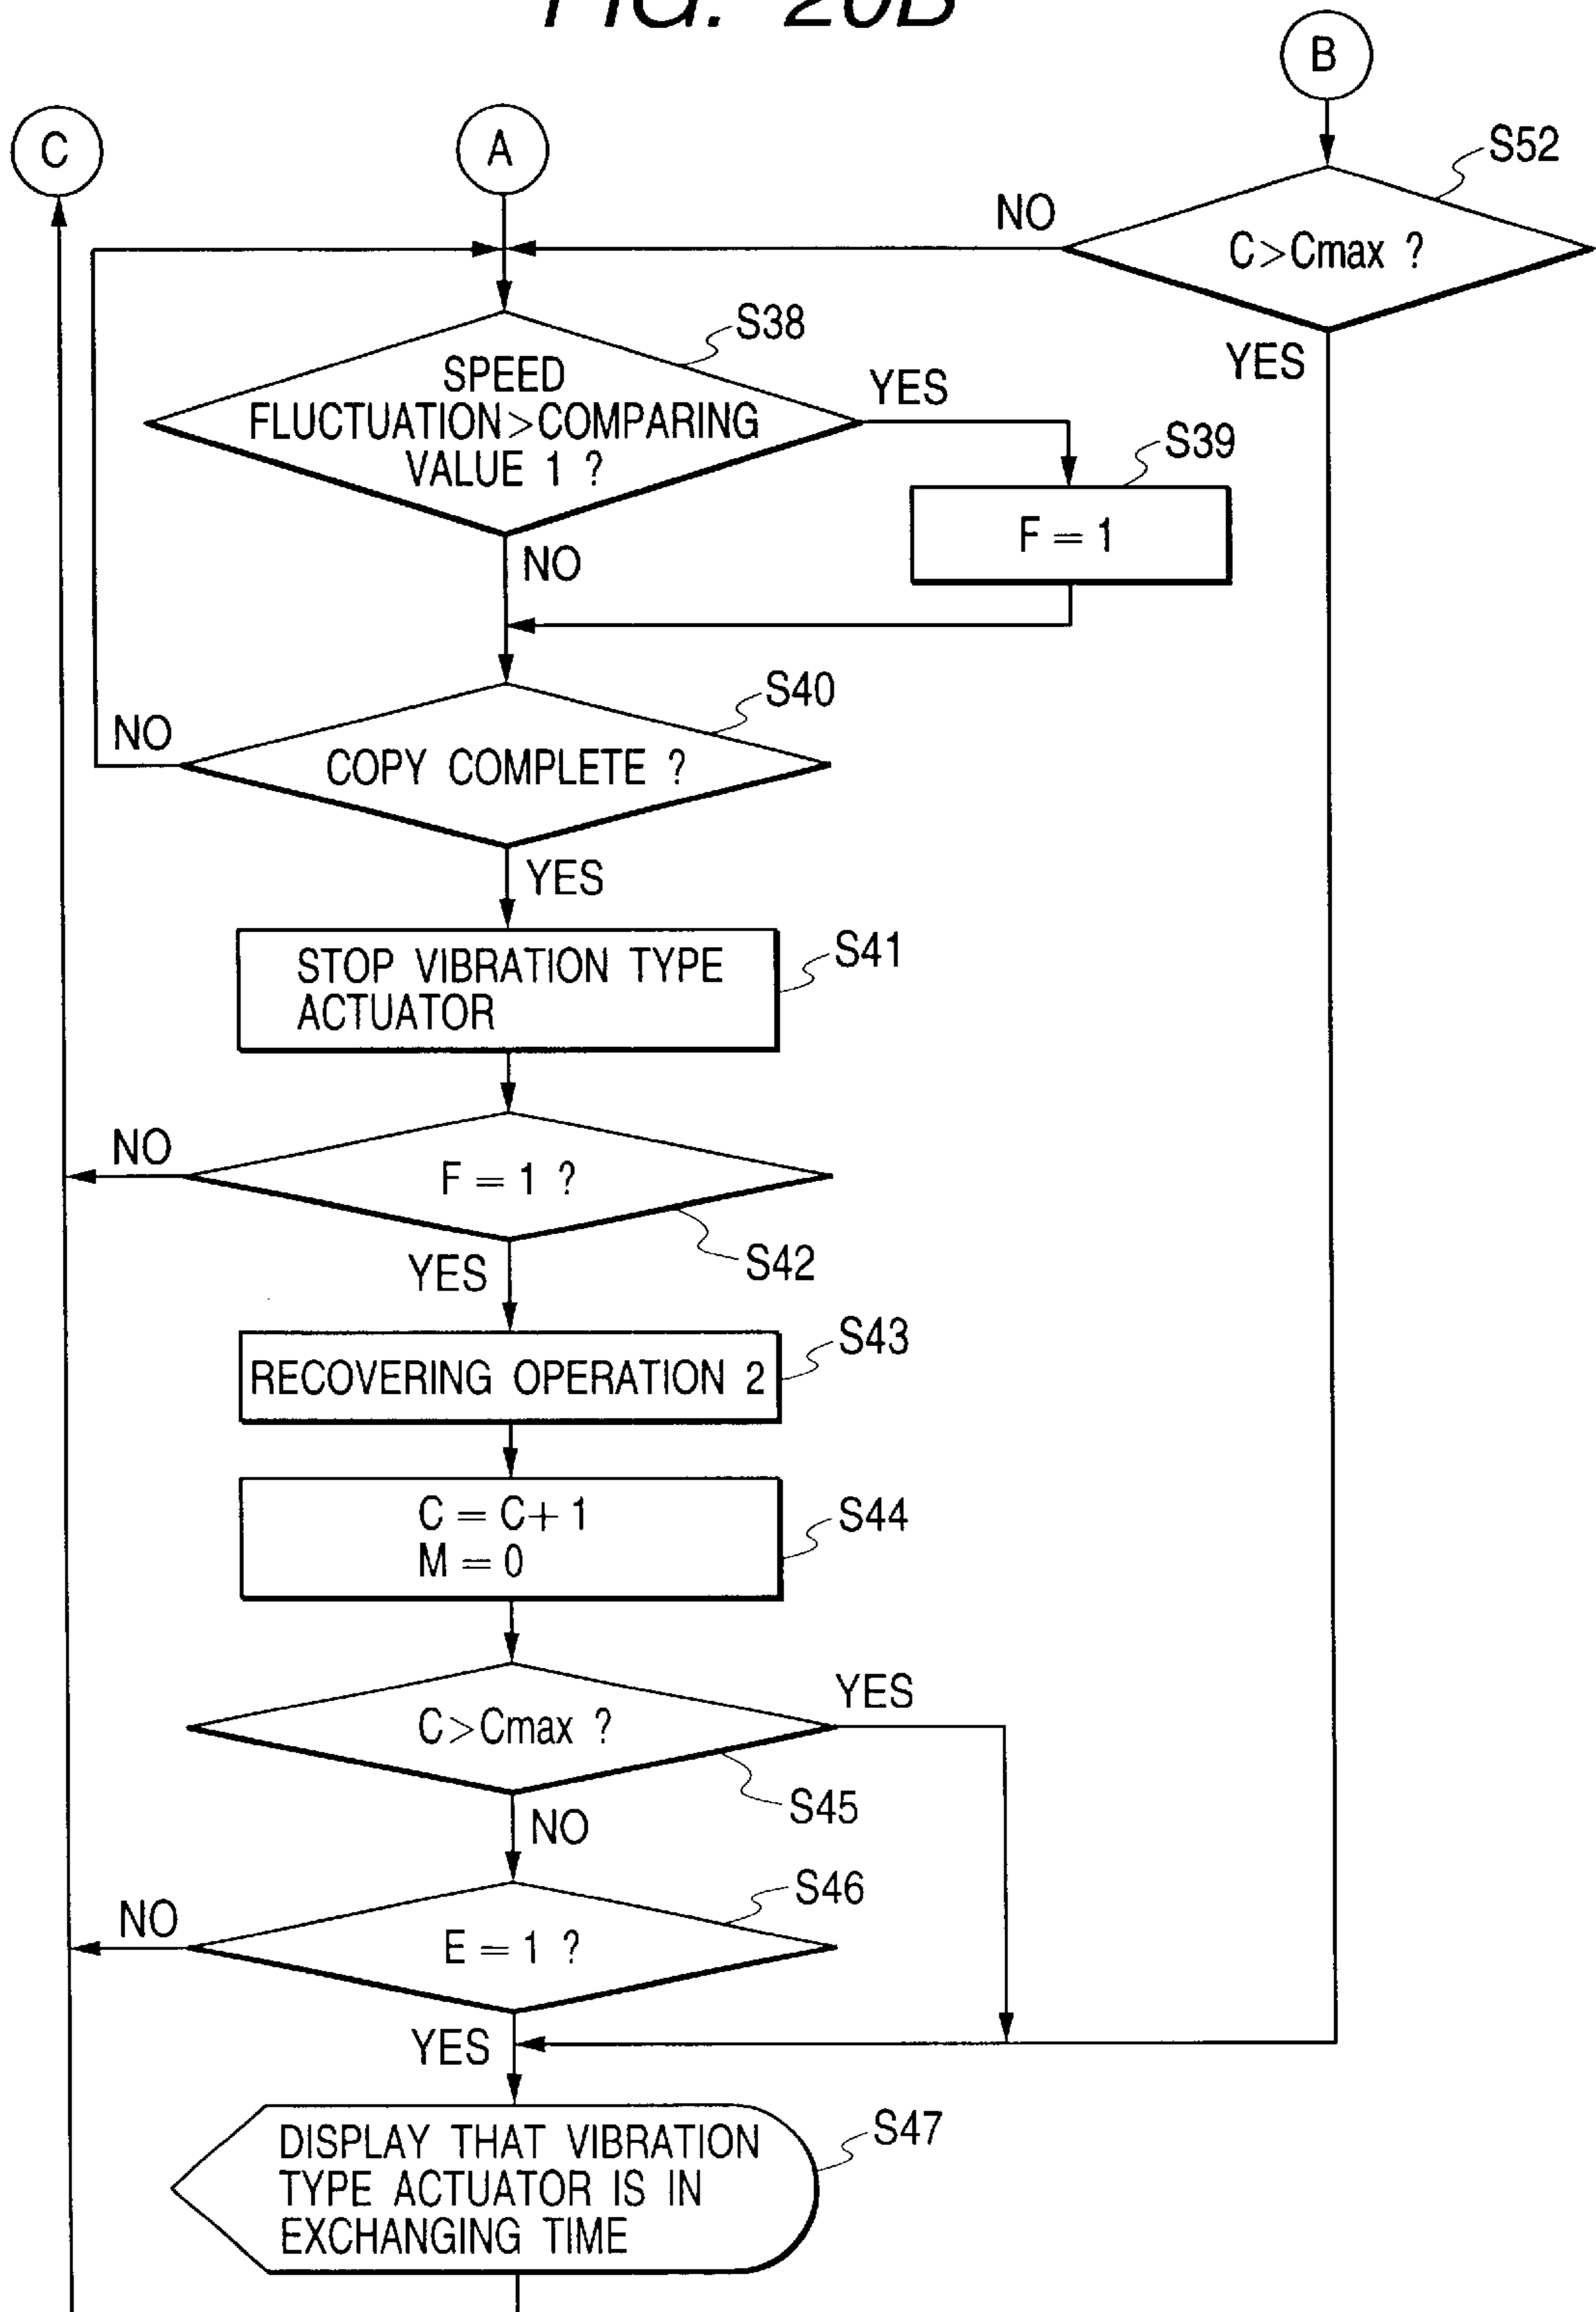 FIG. 20B
B
C
A
S52
NO
C>Cmax ?
YES
S38
SPEED
FLUCTUATION>COMPARING
VALUE 1 ?
YES
S39
F = 1
NO
S40
NO
COPY COMPLETE ?
YES
STOP VIBRATION TYPE
ACTUATOR
S41
NO
F = 1 ?
S42
YES
RECOVERING OPERATION 2
S43
C = C+1
M = 0
S44
C>Cmax ?
YES
S45
NO
S46
NO
E = 1 ?
YES
DISPLAY THAT VIBRATION
TYPE ACTUATOR IS IN
EXCHANGING TIME
S47